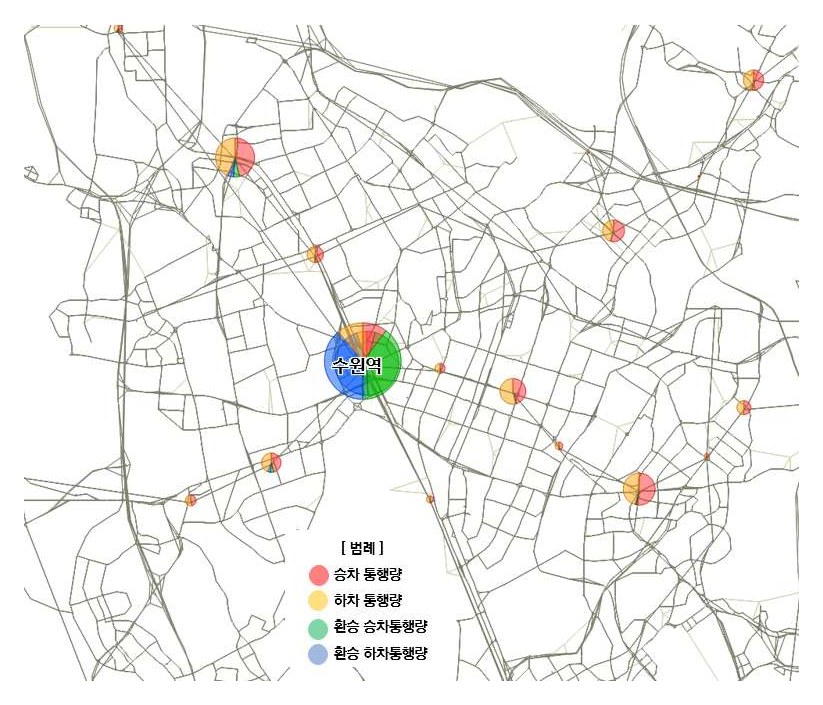 수원역
[ 범례 ]
승차 통행량
하차 통행량
환승 승차통행량
환승 하차통행량